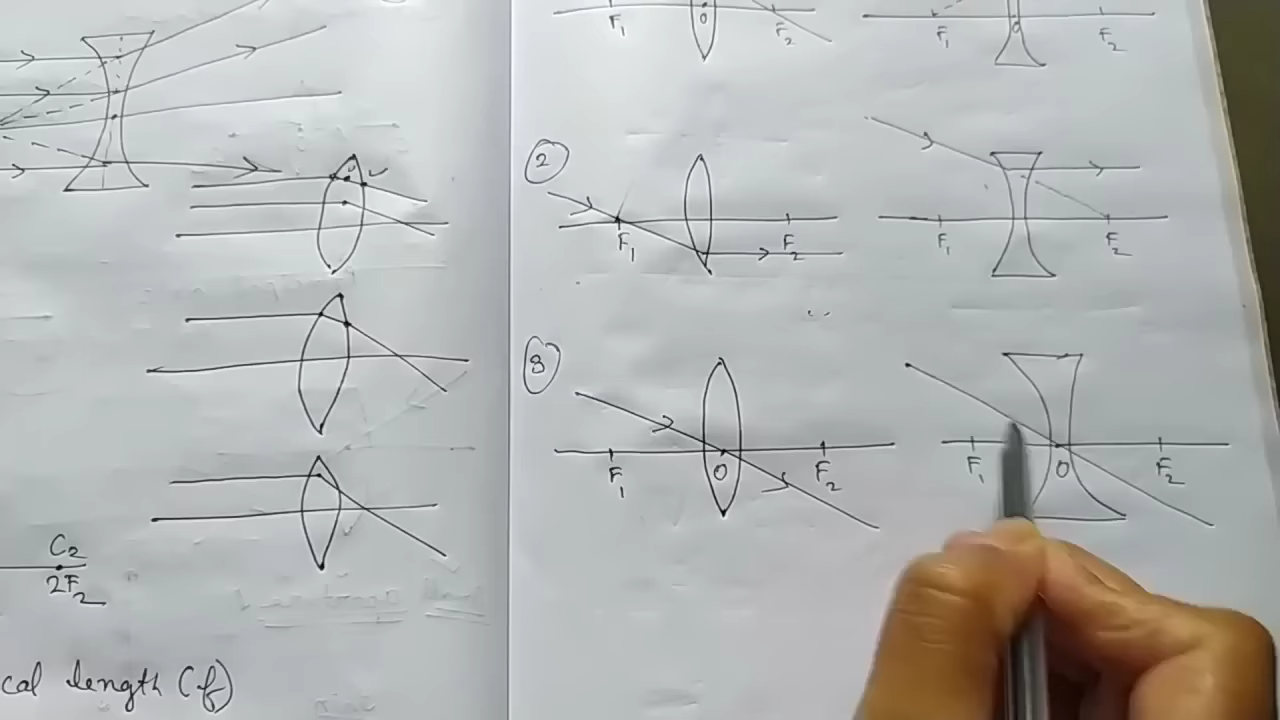 C2
2F2
cal length (f)
F1 O F2
F1 O F2
2
F1 F2
F1 F2
3
F1 O F2
F1 O F2